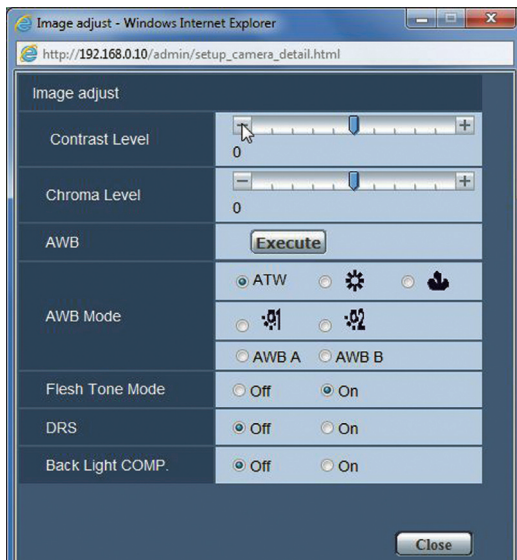 Image adjust - Windows Internet Explorer
http://192.168.0.10/admin/setup_camera_detail.html
Image adjust
Contrast Level
0
Chroma Level
0
AWB
Execute
AWB Mode
ATW
1
2
AWB A
AWB B
Flesh Tone Mode
Off
On
DRS
Off
On
Back Light COMP.
Off
On
Close